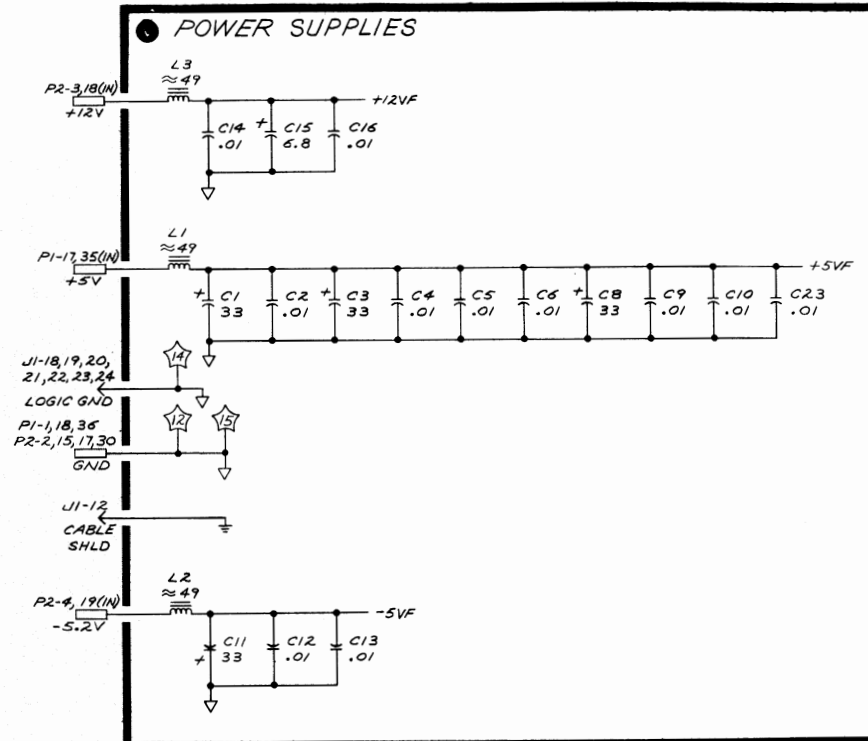 POWER SUPPLIES
L3
≈49
P2-3,18(IN)
+12V
+12VF
C14
.01
+
C15
6.8
C16
.01
L1
≈49
P1-17,35(IN)
+5V
+5VF
+
C1
33
C2
.01
+
C3
33
C4
.01
C5
.01
C6
.01
+
C8
33
C9
.01
C10
.01
C23
.01
J1-18,19,20,
21,22,23,24
LOGIC GND
14
P1-1,18,36
P2-2,15,17,30
GND
12
15
J1-12
CABLE
SHLD
L2
≈49
P2-4,19(IN)
-5.2V
-5VF
C11
33
+
C12
.01
C13
.01